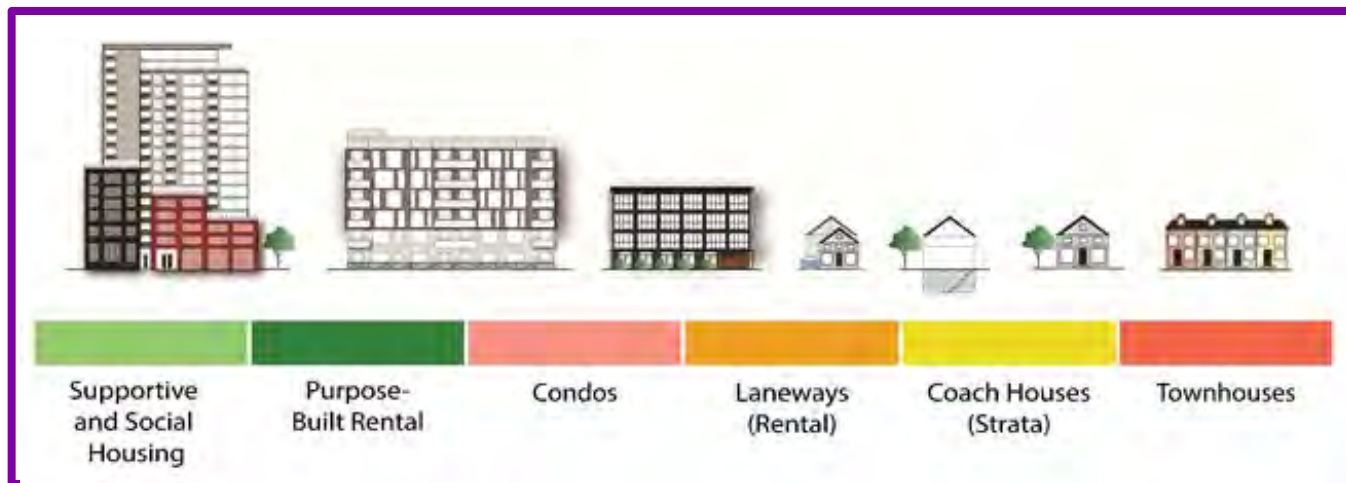 Supportive
and Social
Housing
Purpose-
Built Rental
Condos
Laneways
(Rental)
Coach Houses
(Strata)
Townhouses